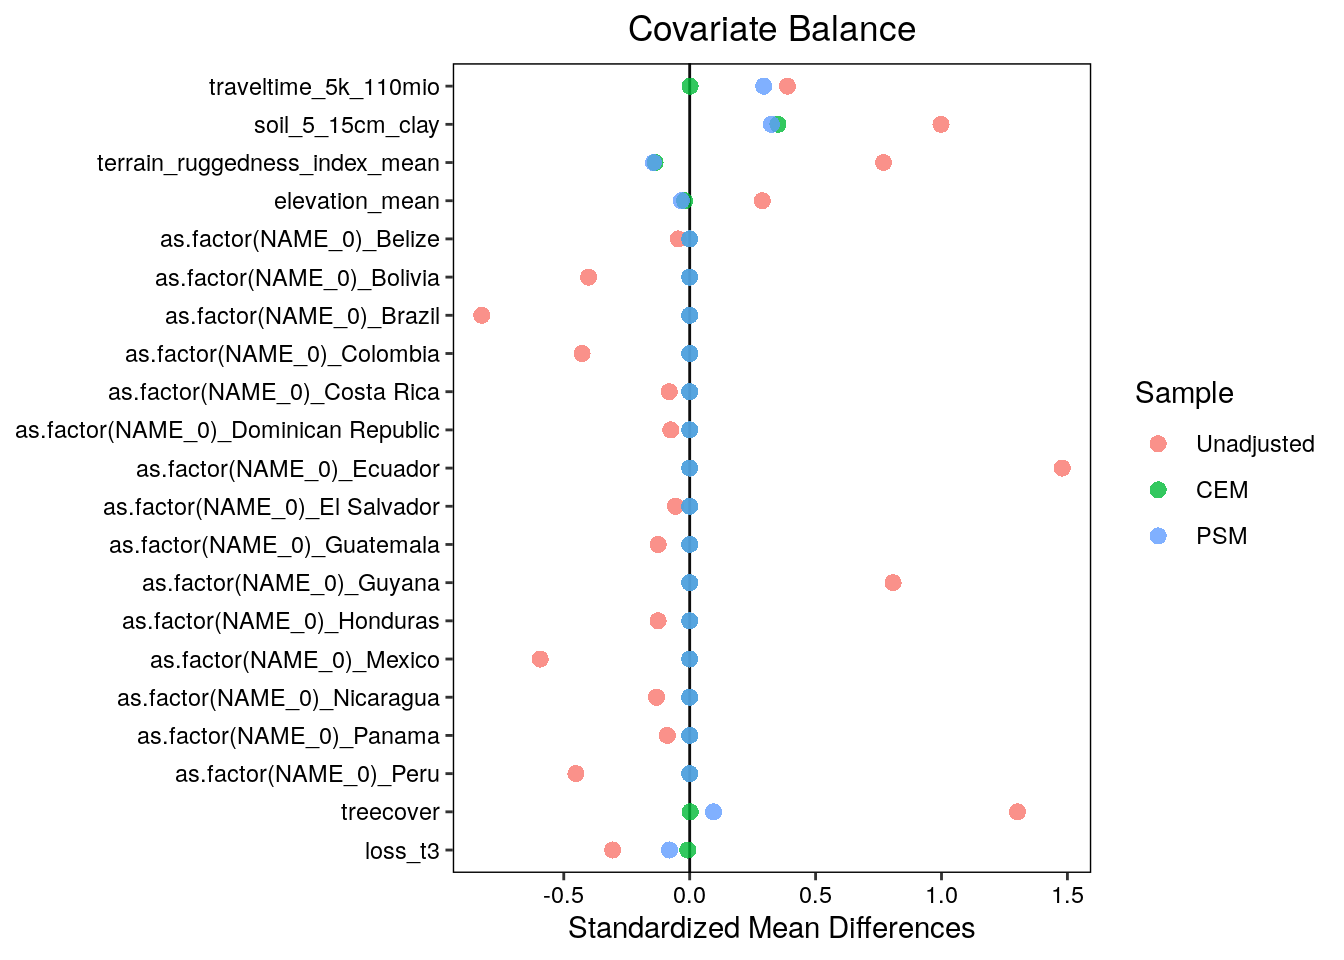 Covariate Balance
traveltime_5k_110mio
soil_5_15cm_clay
terrain_ruggedness_index_mean
elevation_mean
as.factor(NAME_0)_Belize
as.factor(NAME_0)_Bolivia
as.factor(NAME_0)_Brazil
as.factor(NAME_0)_Colombia
as.factor(NAME_0)_Costa Rica
as.factor(NAME_0)_Dominican Republic
as.factor(NAME_0)_Ecuador
as.factor(NAME_0)_El Salvador
as.factor(NAME_0)_Guatemala
as.factor(NAME_0)_Guyana
as.factor(NAME_0)_Honduras
as.factor(NAME_0)_Mexico
as.factor(NAME_0)_Nicaragua
as.factor(NAME_0)_Panama
as.factor(NAME_0)_Peru
treecover
loss_t3
-0.5 0.0 0.5 1.0 1.5
Standardized Mean Differences
Sample
Unadjusted
CEM
PSM